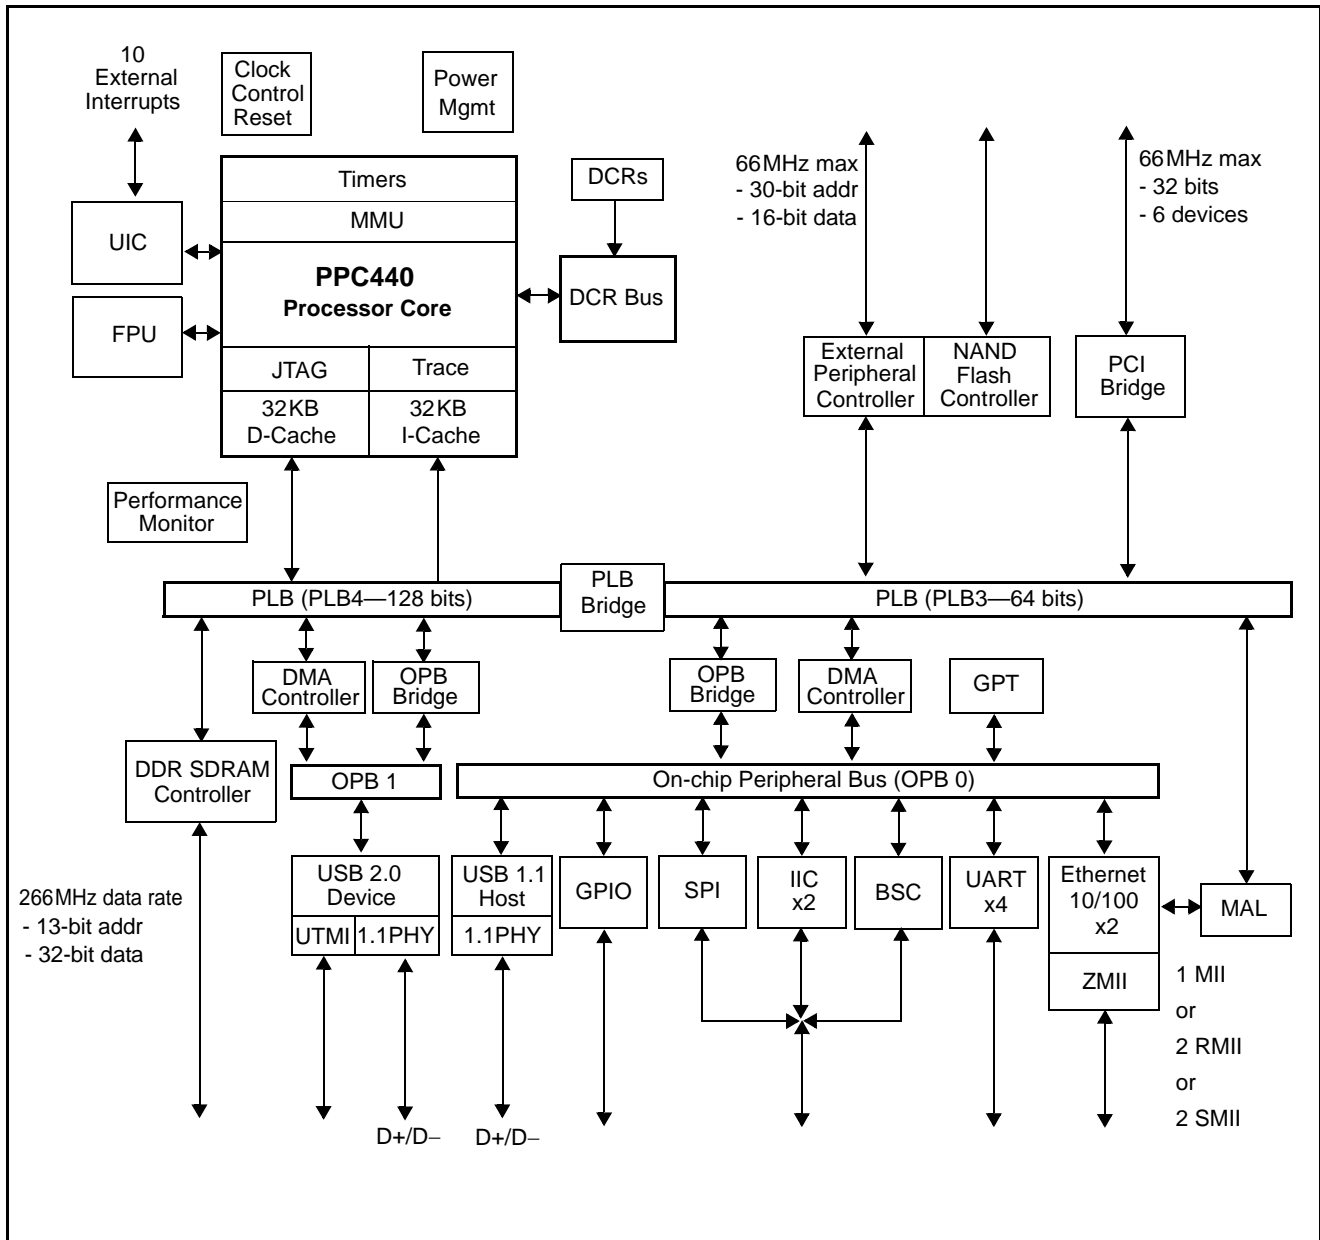 10
External
Interrupts
Clock
Control
Reset
Power
Mgmt
Timers
MMU
PPC440
Processor Core
JTAG
Trace
32KB
D-Cache
32KB
I-Cache
UIC
FPU
DCRs
DCR Bus
66MHz max
- 30-bit addr
- 16-bit data
66MHz max
- 32 bits
- 6 devices
External
Peripheral
Controller
NAND
Flash
Controller
PCI
Bridge
Performance
Monitor
PLB (PLB4—128 bits)
PLB
Bridge
PLB (PLB3—64 bits)
DMA
Controller
OPB
Bridge
OPB
Bridge
DMA
Controller
GPT
DDR SDRAM
Controller
OPB 1
On-chip Peripheral Bus (OPB 0)
266MHz data rate
- 13-bit addr
- 32-bit data
USB 2.0
Device
UTMI
1.1PHY
USB 1.1
Host
1.1PHY
GPIO
SPI
IIC
x2
BSC
UART
x4
Ethernet
10/100
x2
ZMII
MAL
1 MII
or
2 RMII
or
2 SMII
D+/D–
D+/D–